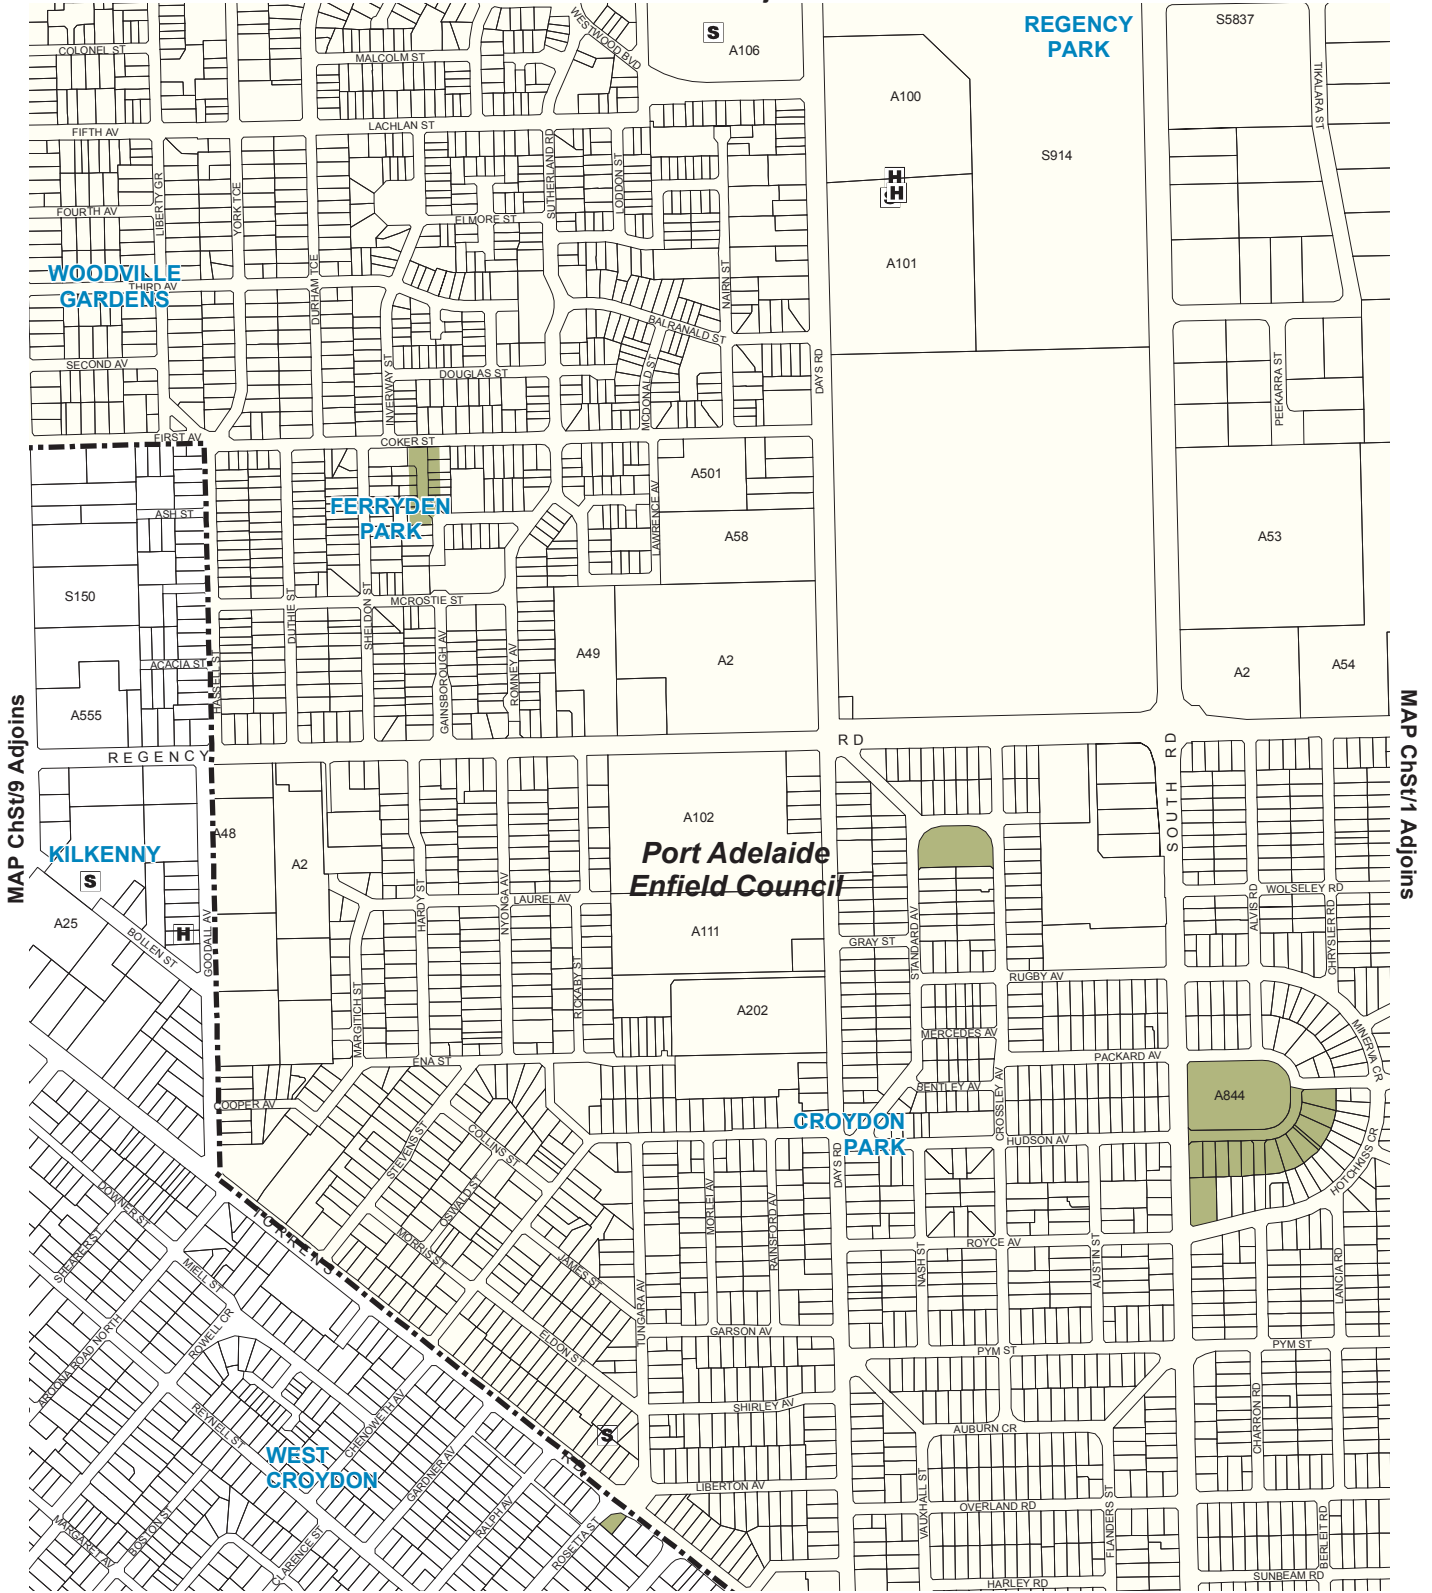 REGENCY
PARK
S5837
WESTWOOD BVD
S
A106
COLONEL ST
MALCOLM ST
TIKALARA ST
A100
FIFTH AV
LACHLAN ST
SUTHERLAND RD
LODDON ST
S914
H
H
LIBERTY GR
YORK TCE
FOURTH AV
ELMORE ST
A101
WOODVILLE
GARDENS
THIRD AV
DURHAM TCE
NAIRN ST
BALRANALD ST
SECOND AV
DOUGLAS ST
INVERWAY ST
MCDONALD ST
DAYS RD
PEEKARRA ST
FIRST AV
COKER ST
A501
LAWRENCE AV
FERRYDEN
PARK
ASH ST
A58
A53
S150
MCROSTIE ST
DUTHIE ST
SHELDON ST
GAINSBOROUGH AV
ROMNEY AV
A49
A2
A2
A54
ACACIA ST
HASSELL ST
A555
MAP ChSt/9 Adjoins
MAP ChSt/1 Adjoins
REGENCY
RD
SOUTH RD
A48
A102
Port Adelaide
Enfield Council
KILKENNY
S
A2
HARDY ST
NYONGA AV
LAUREL AV
WOLSELEY RD
ALVIS RD
CHRYSLER RD
A25
H
BOLLEN ST
GOODALL AV
A111
STANDARD AV
GRAY ST
RUGBY AV
MARGITICH ST
RICKABY ST
A202
MERCEDES AV
MINERVA CR
ENA ST
PACKARD AV
BENTLEY AV
CROSSLEY AV
A844
COOPER AV
CROYDON
PARK
STEVENS ST
COLLINS ST
HUDSON AV
HOTCHKISS CR
DAYS RD
DOWNER ST
OSWALD ST
MORLEI AV
RAINSFORD AV
TORRENS
SHEARER ST
MORRIS ST
JAMES ST
ROYCE AV
NASH ST
AUSTIN ST
MIELL ST
TUNGARA AV
LANCIA RD
AROONA ROAD NORTH
ROWELL CR
ELDON ST
GARSON AV
PYM ST
PYM ST
REYNELL ST
CHENOWETH AV
SHIRLEY AV
CHARRON RD
AUBURN CR
S
WEST
CROYDON
RD
GARDNER AV
LIBERTON AV
VAUXHALL ST
OVERLAND RD
FLANDERS ST
MARGARET AV
BOSTON ST
CLARENCE ST
RALPH AV
ROSETTA ST
BERLEIT RD
HARLEY RD
SUNBEAM RD